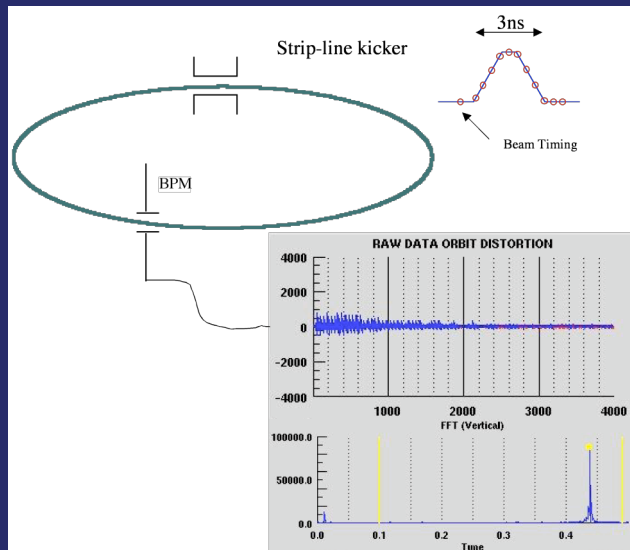 3ns
Strip-line kicker
Beam Timing
BPM
RAW DATA ORBIT DISTORTION
4000
2000
0
-2000
-4000
1000 2000 3000 4000
FFT (Vertical)
100000.0
50000.0
0.0
0.0 0.1 0.2 0.3 0.4
Tune